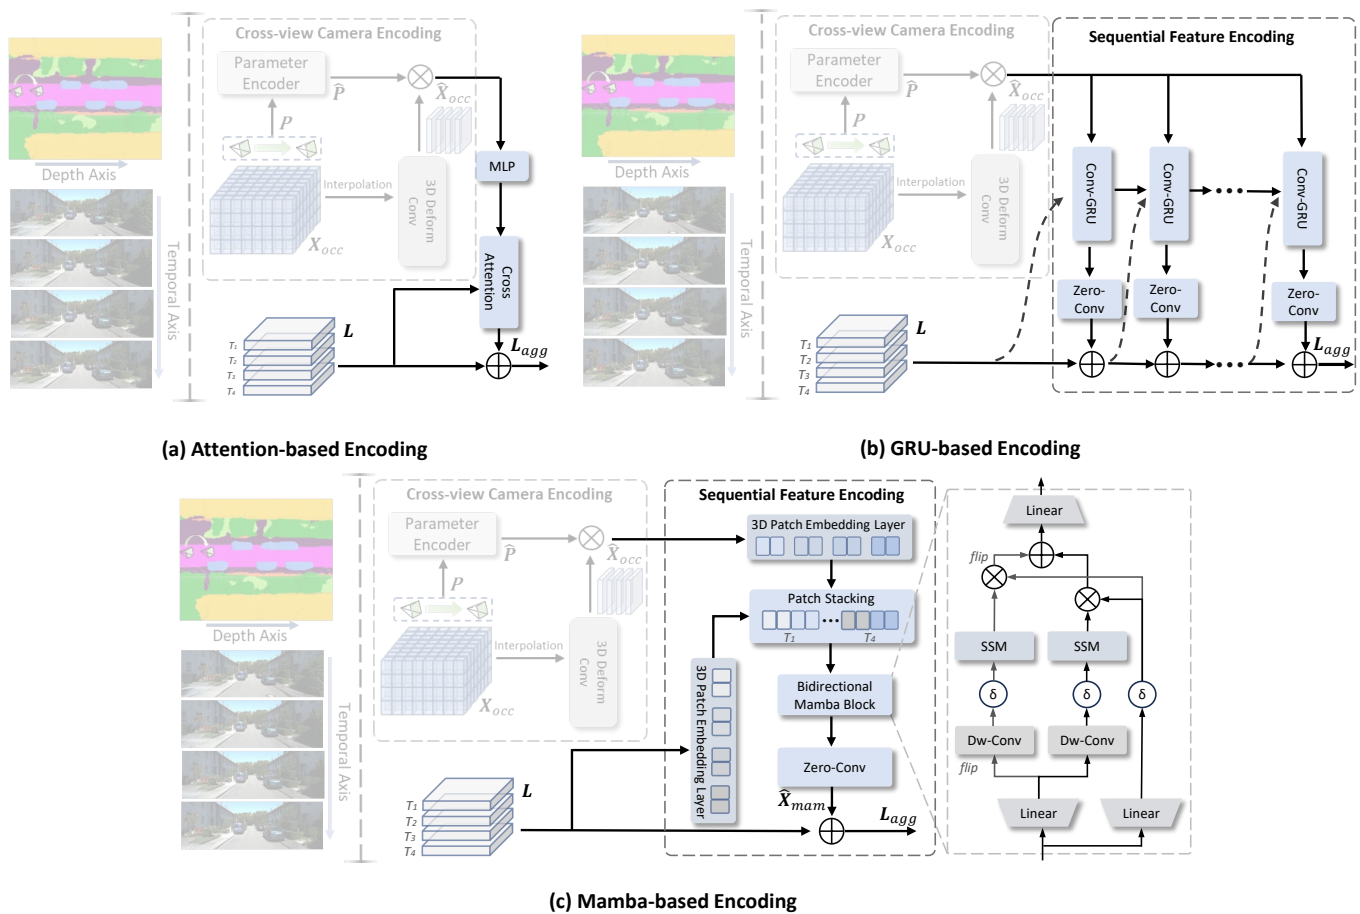 Cross-view Camera Encoding
Parameter
Encoder
P̂
X̂occ
P
MLP
Depth Axis
Interpolation
3D Deform
Conv
Xocc
Temporal Axis
Cross
Attention
L
T1
T2
T3
T4
Lagg
(a) Attention-based Encoding
Cross-view Camera Encoding
Sequential Feature Encoding
Parameter
Encoder
P̂
X̂occ
P
Depth Axis
Interpolation
3D Deform
Conv
Xocc
Temporal Axis
Conv-GRU
Conv-GRU
Conv-GRU
Zero-
Conv
Zero-
Conv
Zero-
Conv
L
T1
T2
T3
T4
Lagg
(b) GRU-based Encoding
Cross-view Camera Encoding
Sequential Feature Encoding
Parameter
Encoder
P̂
X̂occ
P
Depth Axis
Interpolation
3D Deform
Conv
Xocc
Temporal Axis
3D Patch Embedding Layer
Patch Stacking
T1
T4
3D Patch Embedding Layer
Bidirectional
Mamba Block
Zero-Conv
X̂mam
L
T1
T2
T3
T4
Lagg
Linear
flip
SSM
SSM
δ
δ
δ
Dw-Conv
Dw-Conv
flip
Linear
Linear
(c) Mamba-based Encoding